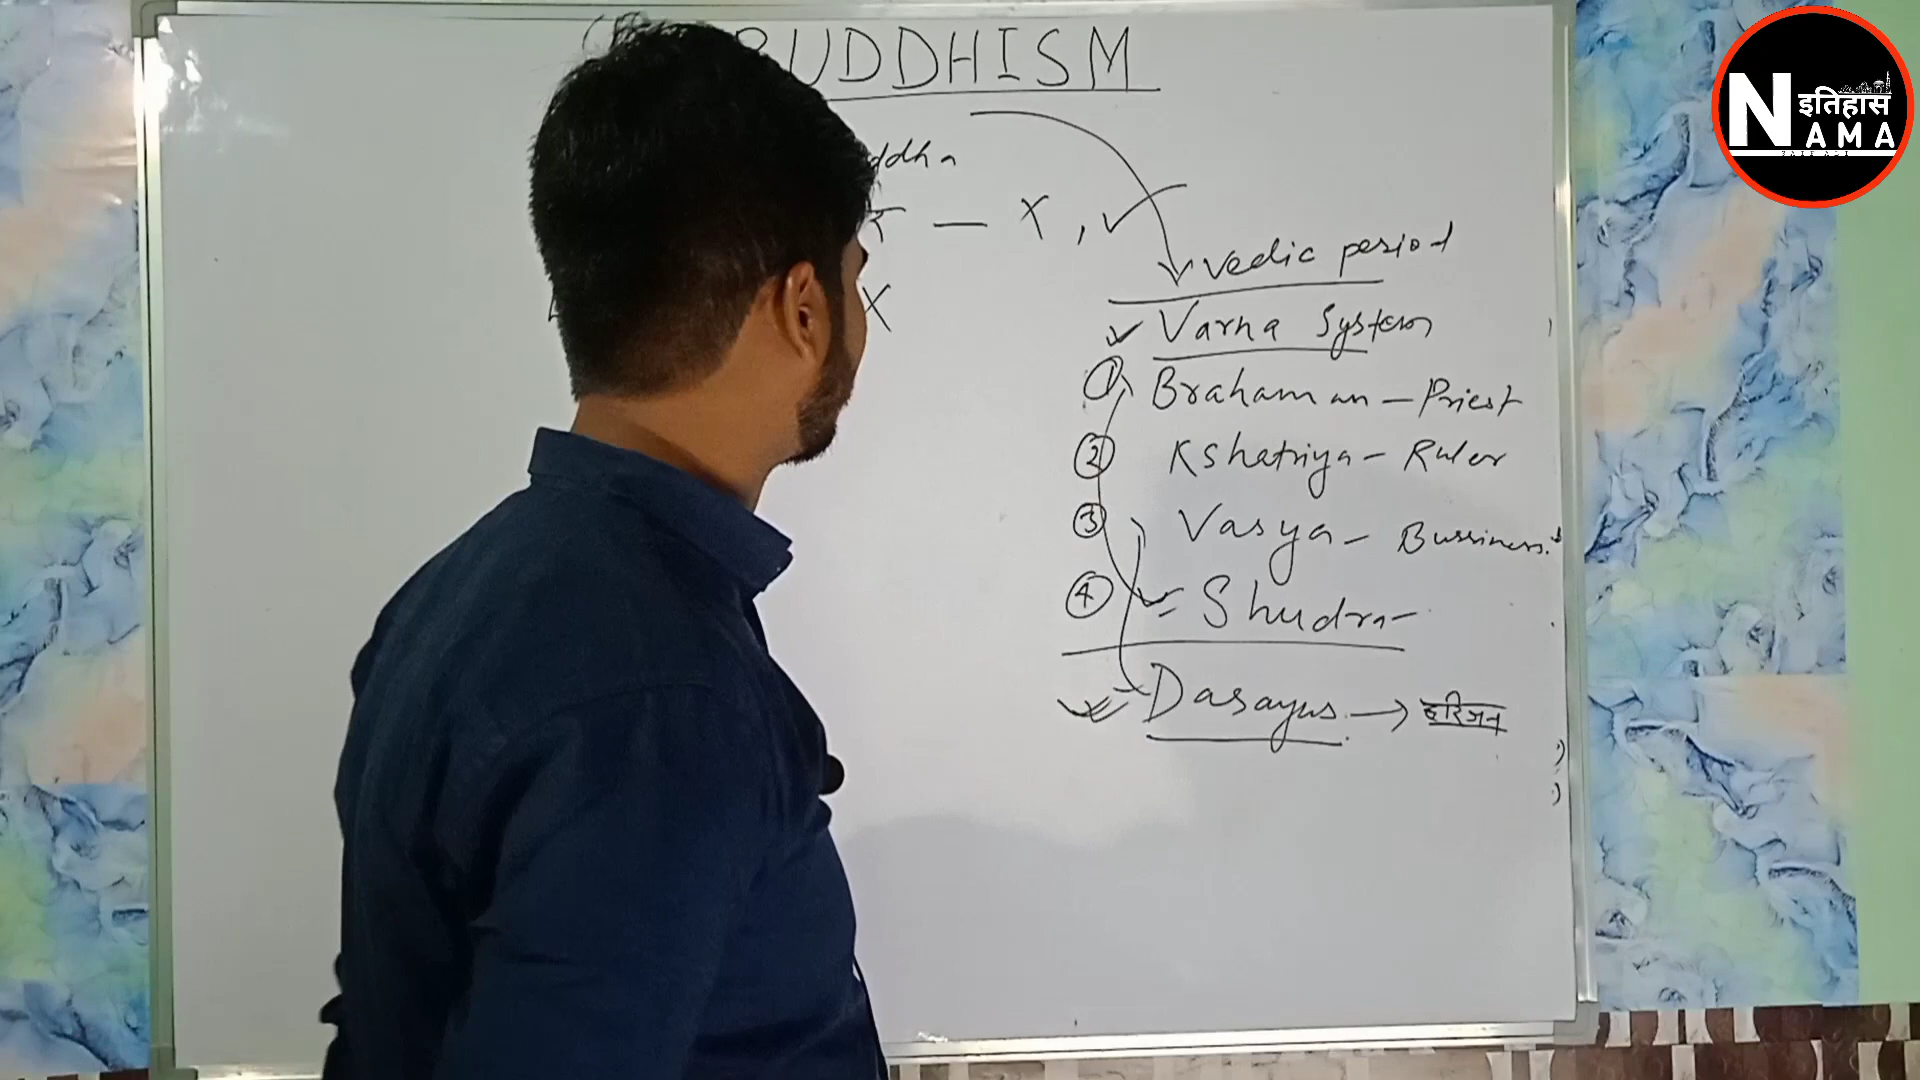 BUDDHISM
ddha
— X, ✓
X
Vedic period
Varna System
① Brahaman – Priest
② Kshatriya – Ruler
③ Vasya – Bussiness.
④ Shudra –
Dasayus. → हरिजन
N इतिहास
AMA